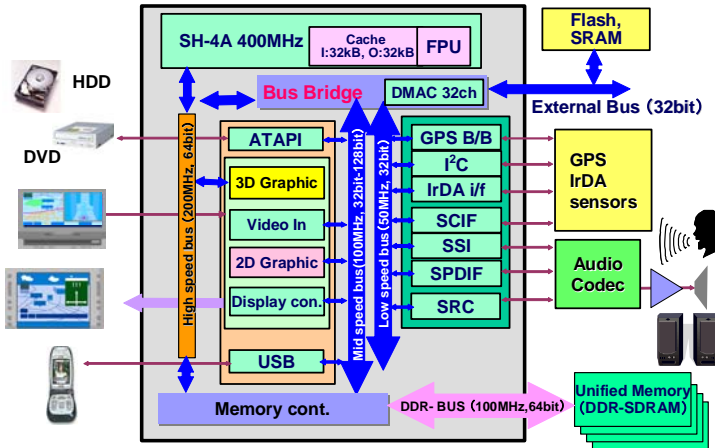 SH-4A 400MHz
Cache
I:32kB, O:32kB
FPU
Flash,
SRAM
HDD
Bus Bridge
DMAC 32ch
External Bus (32bit)
DVD
High speed bus (200MHz, 64bit)
ATAPI
3D Graphic
Video In
2D Graphic
Display con.
USB
Mid speed bus(100MHz, 32bit-128bit)
Low speed bus (50MHz, 32bit)
GPS B/B
I²C
IrDA i/f
SCIF
SSI
SPDIF
SRC
GPS
IrDA
sensors
Audio
Codec
Memory cont.
DDR- BUS (100MHz,64bit)
Unified Memory
(DDR-SDRAM)